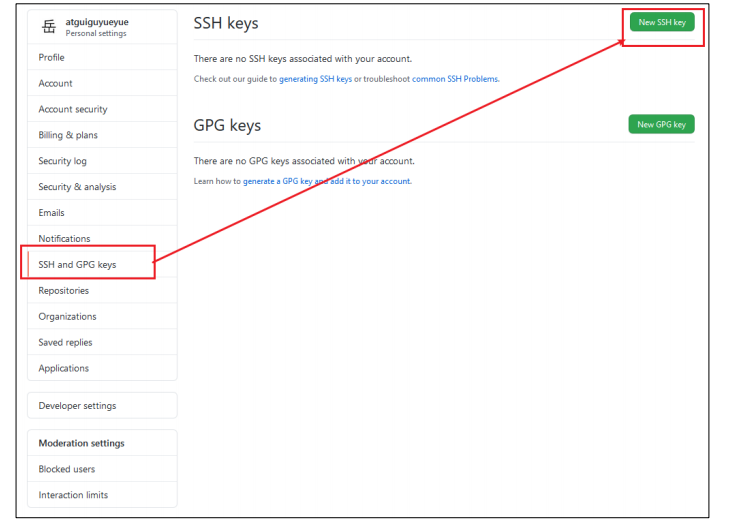 岳
atguiguyueyue
Personal settings
Profile
Account
Account security
Billing & plans
Security log
Security & analysis
Emails
Notifications
SSH and GPG keys
Repositories
Organizations
Saved replies
Applications
Developer settings
Moderation settings
Blocked users
Interaction limits
SSH keys
New SSH key
There are no SSH keys associated with your account.
Check out our guide to generating SSH keys or troubleshoot common SSH Problems.
GPG keys
New GPG key
There are no GPG keys associated with your account.
Learn how to generate a GPG key and add it to your account.